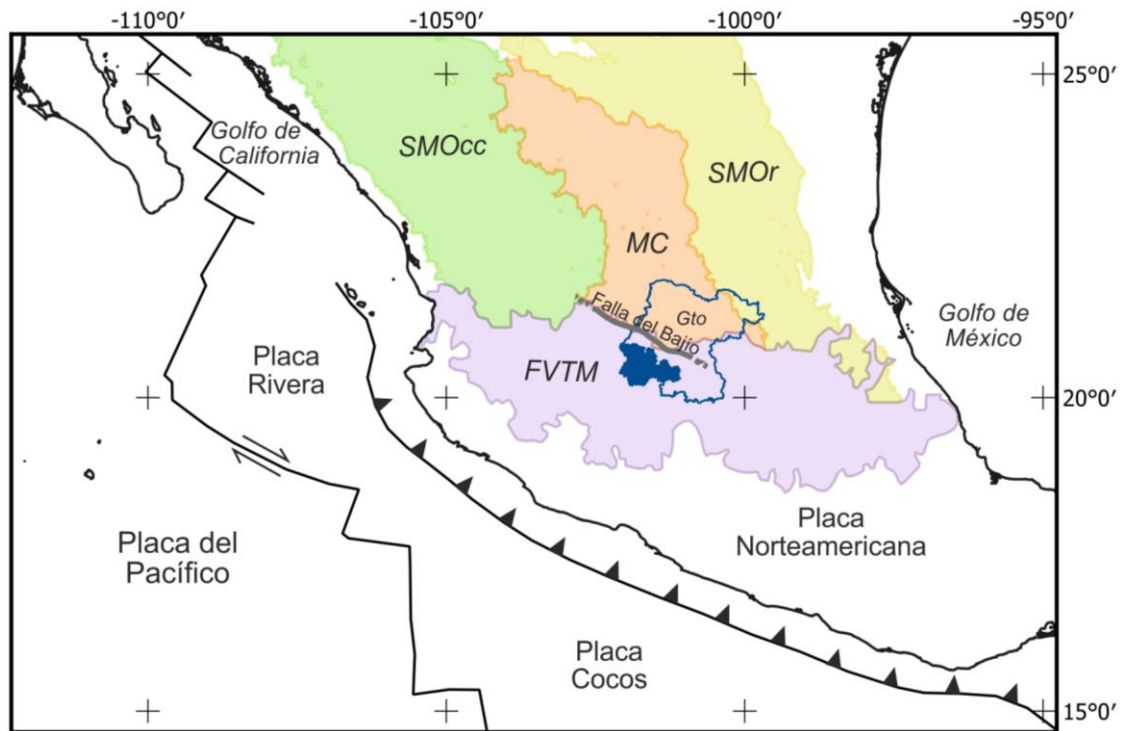 -110°0’
-105°0’
-100°0’
-95°0’
25°0’
Golfo de
California
SMOcc
SMOr
MC
Gto
Falla del Bajío
Golfo de
México
Placa
Rivera
FVTM
20°0’
Placa del
Pacífico
Placa
Norteamericana
Placa
Cocos
15°0’